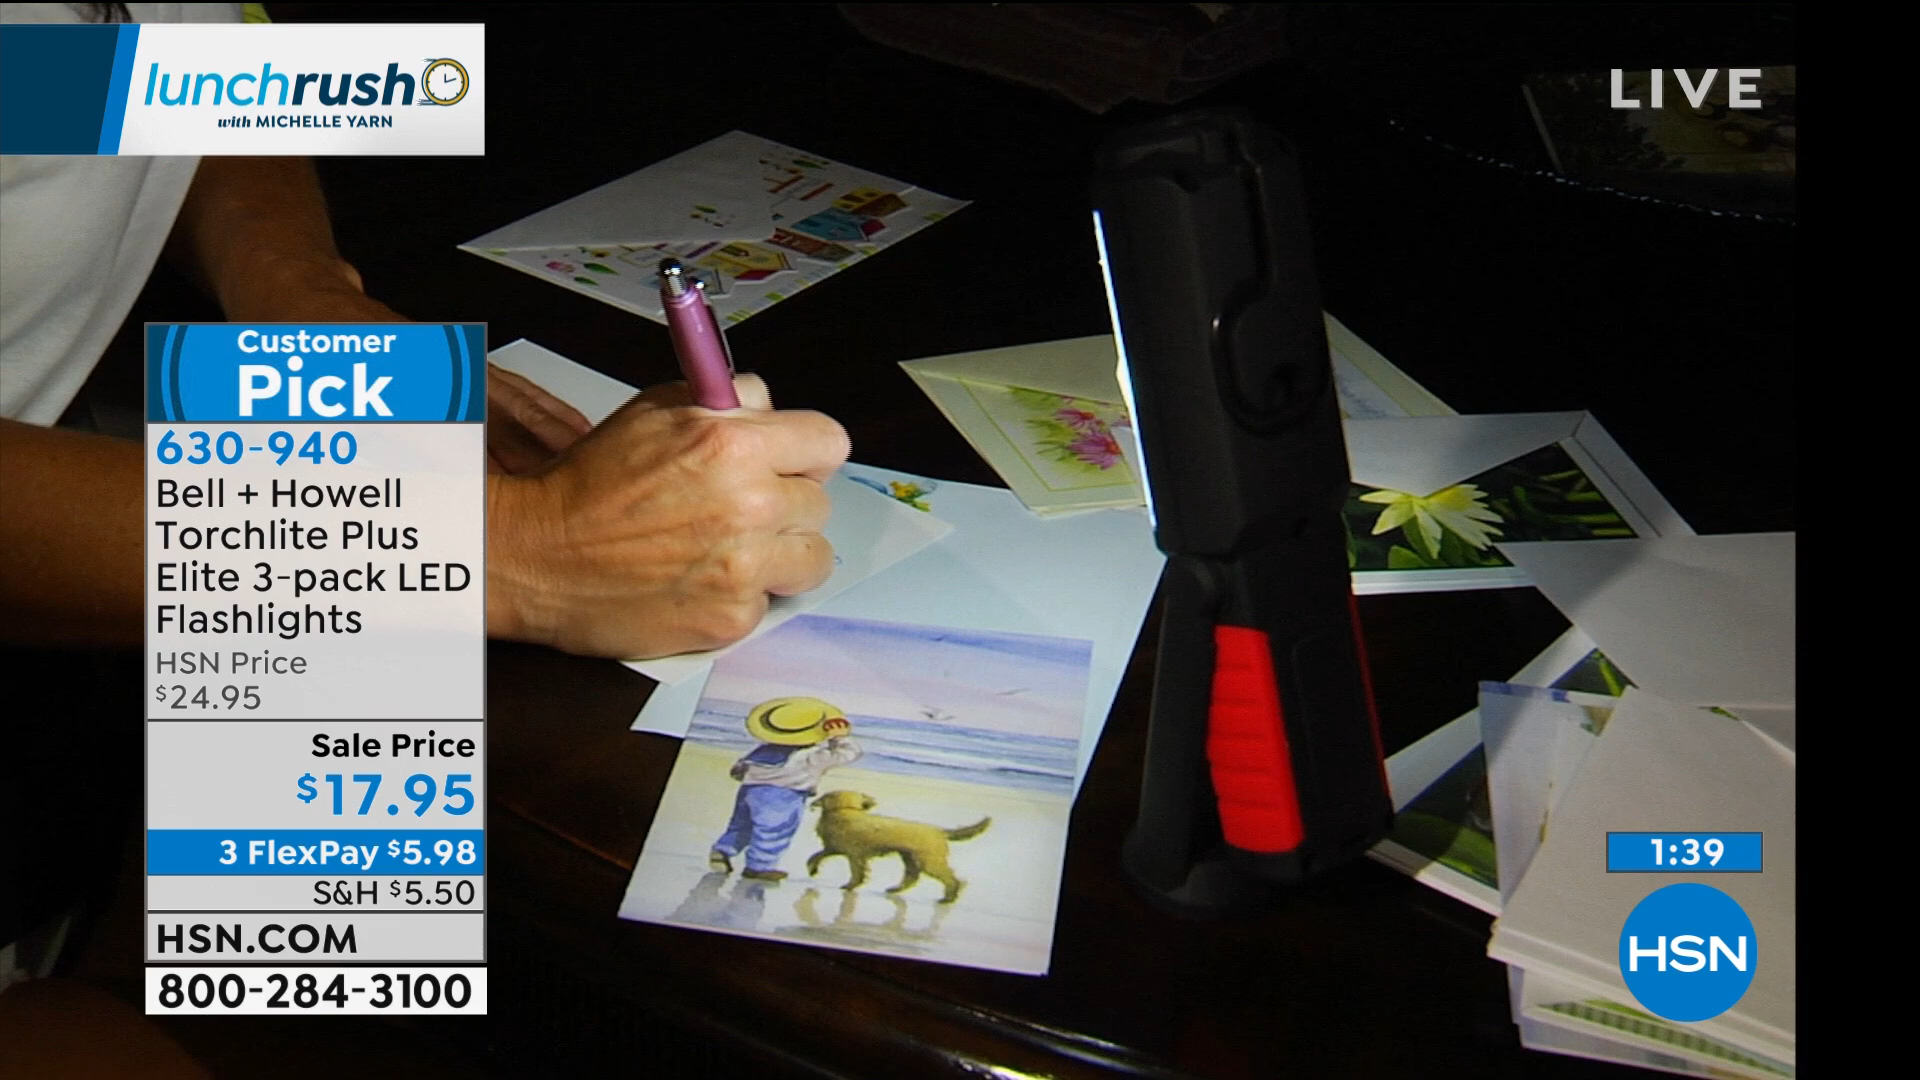 lunchrush
with MICHELLE YARN
LIVE
Customer
Pick
630-940
Bell + Howell
Torchlite Plus
Elite 3-pack LED
Flashlights
HSN Price
$24.95
Sale Price
$17.95
3 FlexPay $5.98
S&H $5.50
HSN.COM
800-284-3100
1:39
HSN